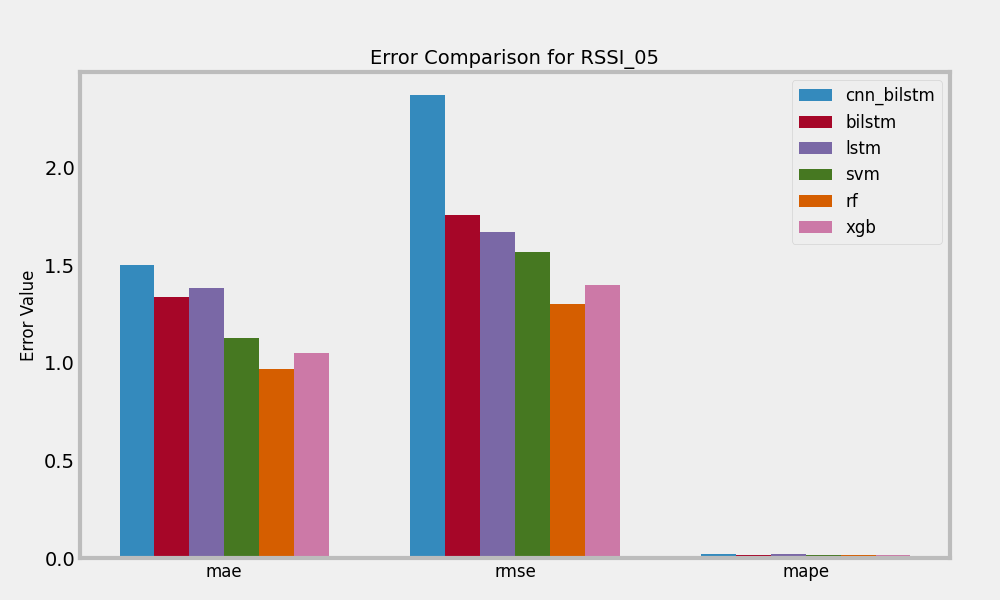 Error Comparison for RSSI_05
cnn_bilstm
bilstm
lstm
svm
rf
xgb
Error Value
2.0
1.5
1.0
0.5
0.0
mae
rmse
mape